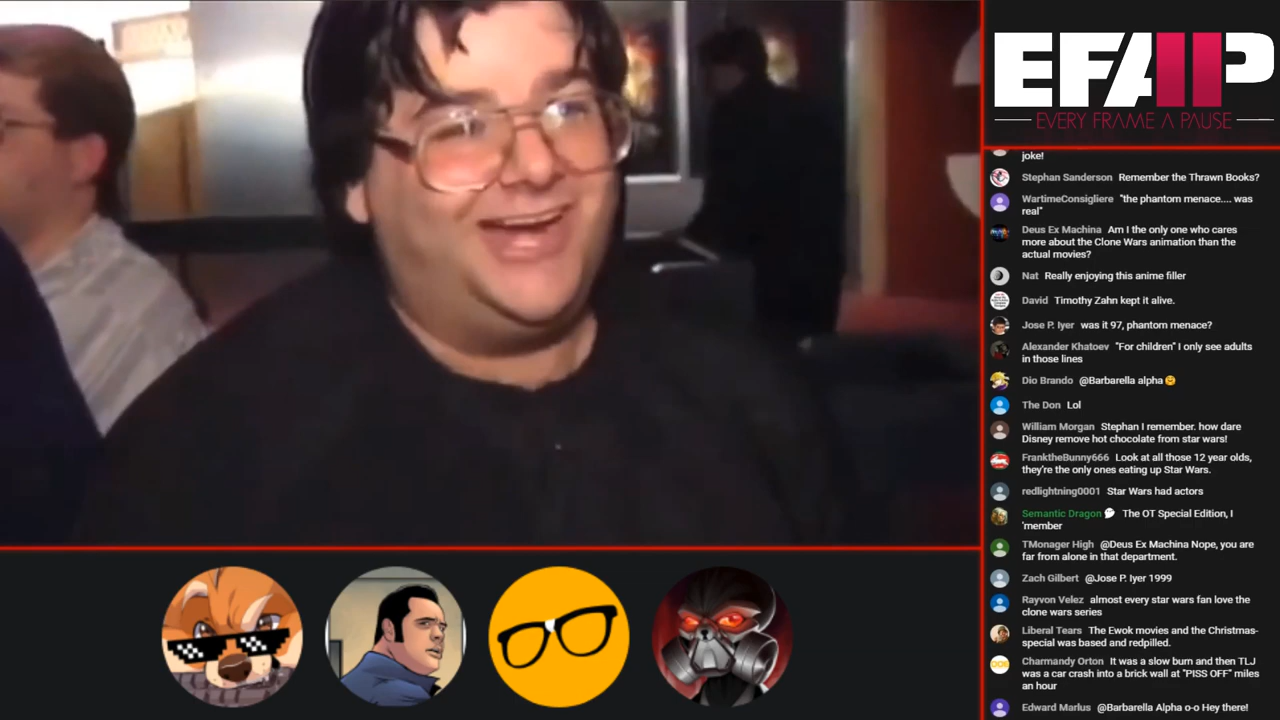 EFAP
EVERY FRAME A PAUSE
joke!
Stephan Sanderson Remember the Thrawn Books?
WartimeConsigliere "the phantom menace.... was
real"
Deus Ex Machina Am I the only one who cares
more about the Clone Wars animation than the
actual movies?
Nat Really enjoying this anime filler
David Timothy Zahn kept it alive.
Jose P. Iyer was it 97, phantom menace?
Alexander Khatoev "For children" I only see adults
in those lines
Dio Brando @Barbarella alpha
The Don Lol
William Morgan Stephan I remember. how dare
Disney remove hot chocolate from star wars!
FranktheBunny666 Look at all those 12 year olds,
they're the only ones eating up Star Wars.
redlightning0001 Star Wars had actors
Semantic Dragon The OT Special Edition, I
'member
TMonager High @Deus Ex Machina Nope, you are
far from alone in that department.
Zach Gilbert @Jose P. Iyer 1999
Rayvon Velez almost every star wars fan love the
clone wars series
Liberal Tears The Ewok movies and the Christmas-
special was based and redpilled.
Charmandy Orton It was a slow burn and then TLJ
was a car crash into a brick wall at "PISS OFF" miles
an hour
Edward Marlus @Barbarella Alpha o-o Hey there!